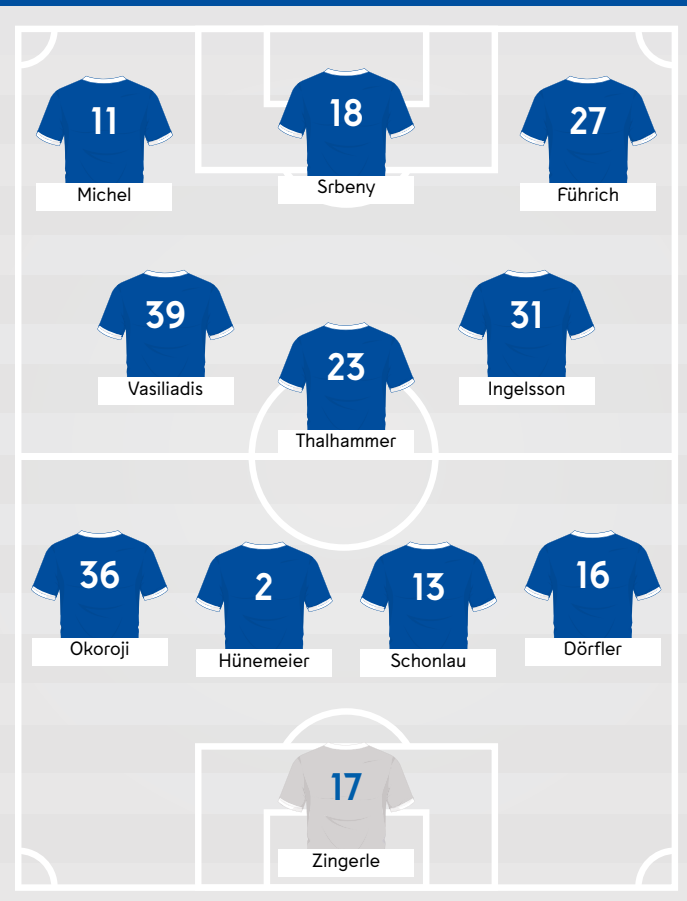 11
Michel
18
Srbeny
27
Führich
39
Vasiliadis
23
Thalhammer
31
Ingelsson
36
Okoroji
2
Hünemeier
13
Schonlau
16
Dörfler
17
Zingerle